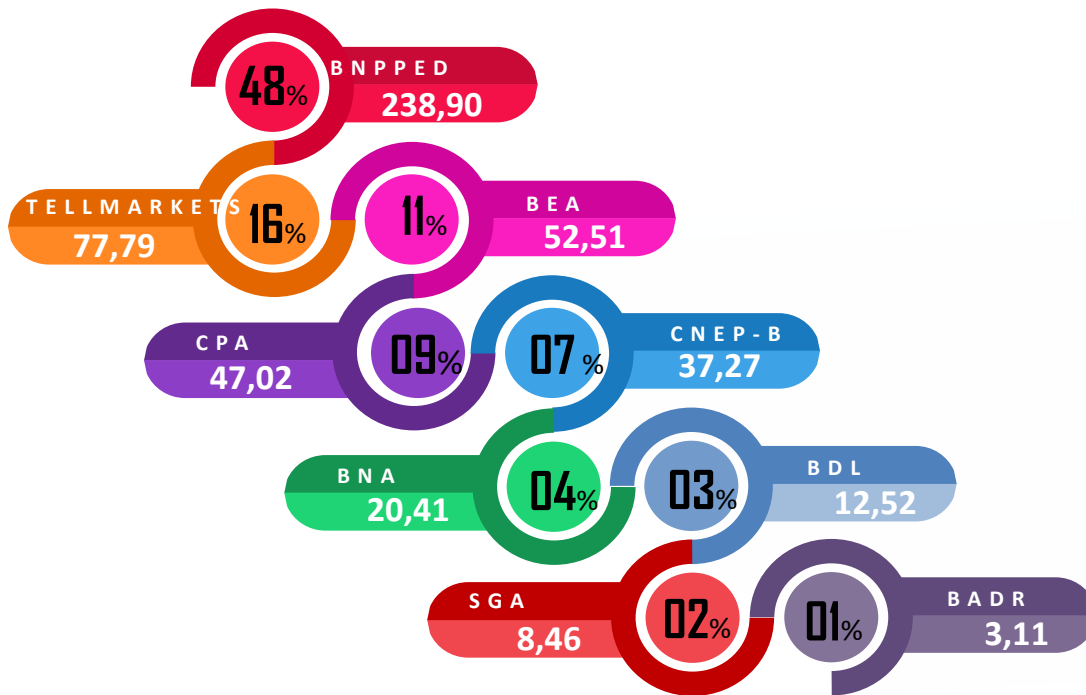 BNPPED
48%
238,90
TELLMARKETS
16%
77,79
BEA
11%
52,51
CPA
09%
47,02
CNEP-B
07%
37,27
BNA
04%
20,41
BDL
03%
12,52
SGA
02%
8,46
BADR
01%
3,11